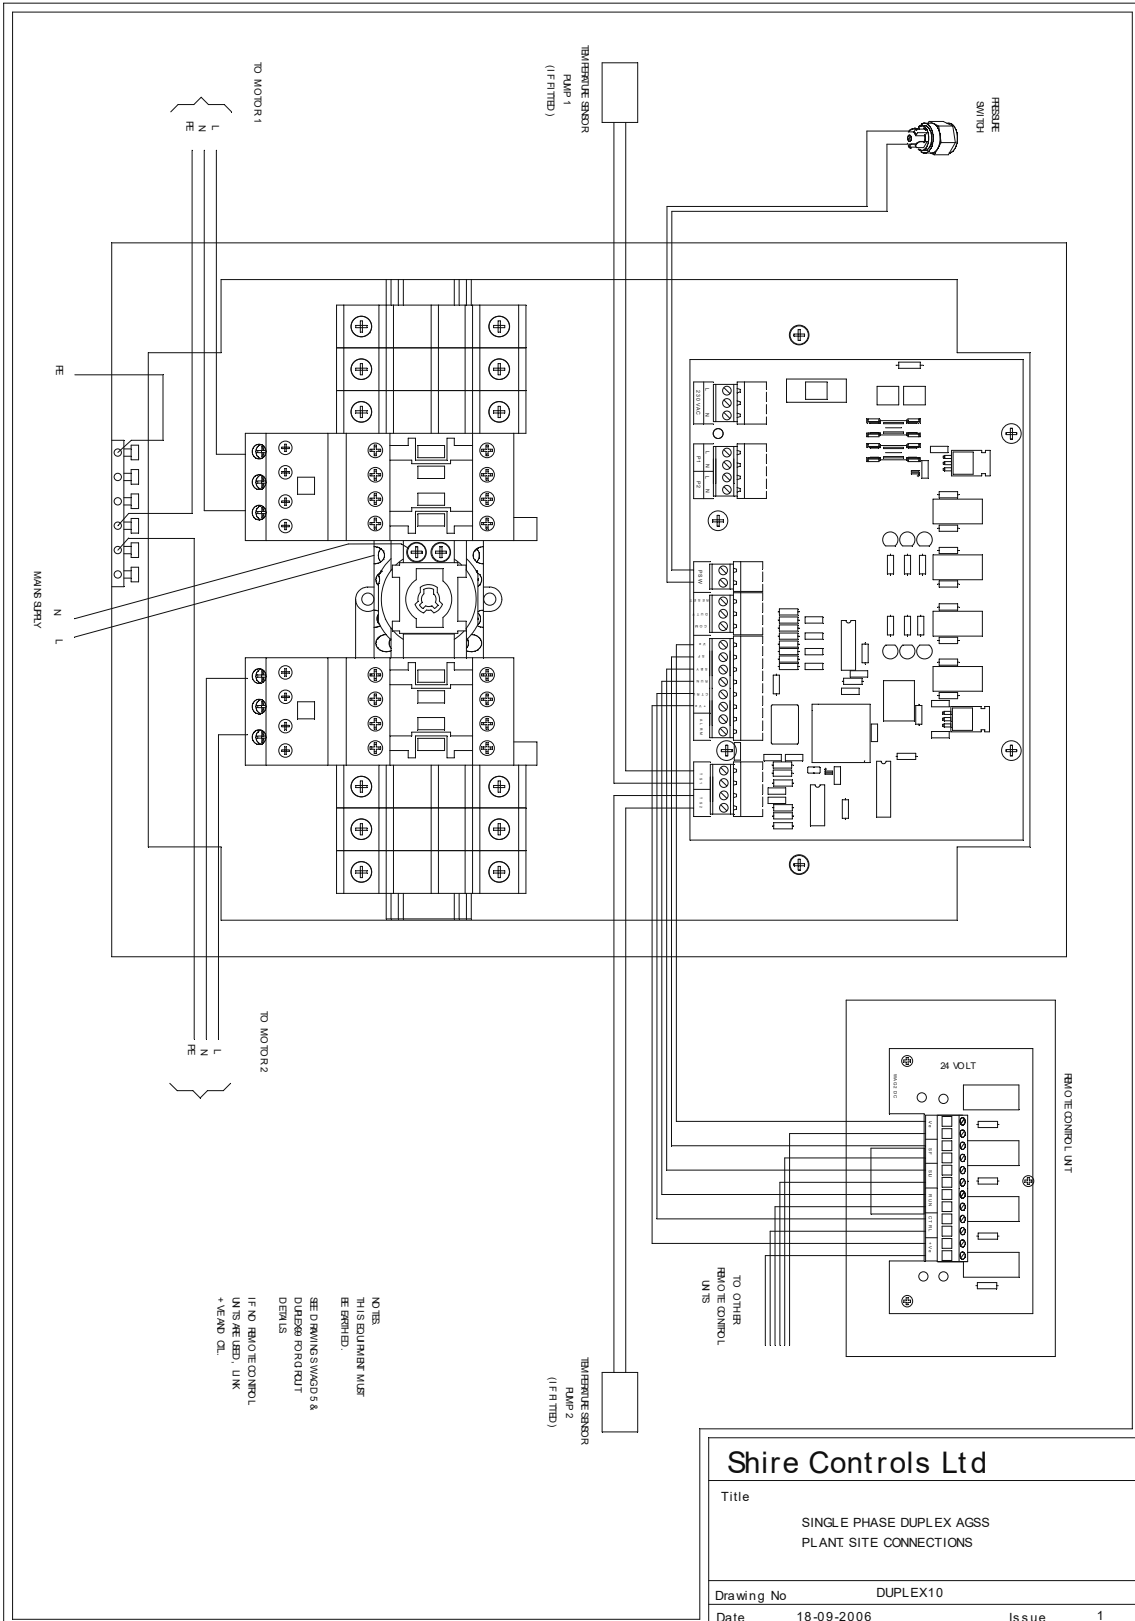 TO MOTOR 1
L
N
PE
TEMPERATURE SENSOR
PUMP 1
(IF FITTED)
PRESSURE
SWITCH
PE
MAINS SUPPLY
N
L
230VAC
L
N
P1
P2
L
N
L
N
PSW
TO MOTOR 2
L
N
PE
REMOTE CONTROL UNIT
24 VOLT
RUN
CTRL
+Ve
TO OTHER
REMOTE CONTROL
UNITS
TEMPERATURE SENSOR
PUMP 2
(IF FITTED)
NOTES
THIS EQUIPMENT MUST
BE EARTHED.
SEE DRAWINGS WAGD5 &
DUPLEX9 FOR CIRCUIT
DETAILS
IF NO REMOTE CONTROL
UNITS ARE USED, LINK
+VE AND CTL.
Shire Controls Ltd
Title
SINGLE PHASE DUPLEX AGSS
PLANT. SITE CONNECTIONS
Drawing No DUPLEX10
Date 18-09-2006 Issue 1